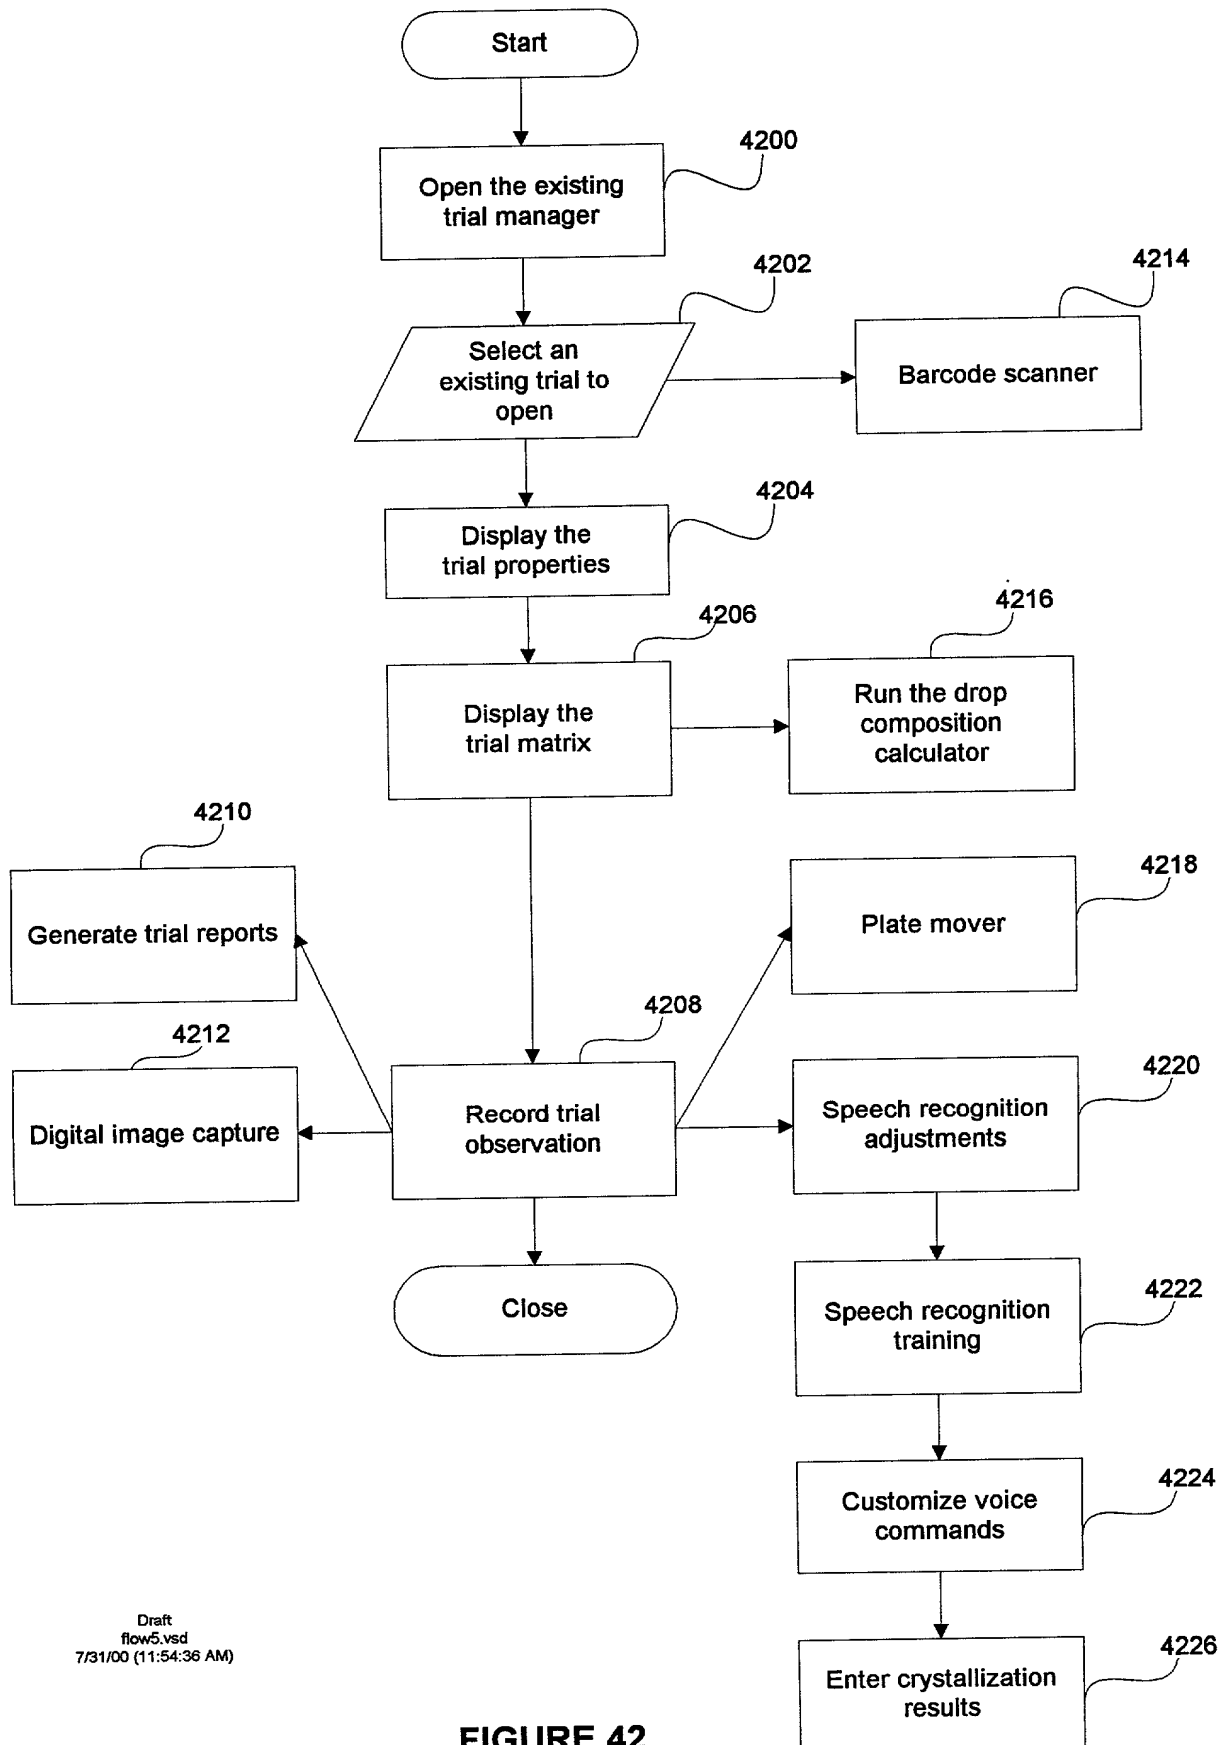 Start
4200
Open the existing
trial manager
4202
4214
Select an
existing trial to
open
Barcode scanner
4204
Display the
trial properties
4206
4216
Display the
trial matrix
Run the drop
composition
calculator
4210
4218
Generate trial reports
Plate mover
4208
4212
4220
Digital image capture
Record trial
observation
Speech recognition
adjustments
4222
Close
Speech recognition
training
4224
Customize voice
commands
Draft
flow5.vsd
7/31/00 (11:54:36 AM)
4226
Enter crystallization
results
FIGURE 42